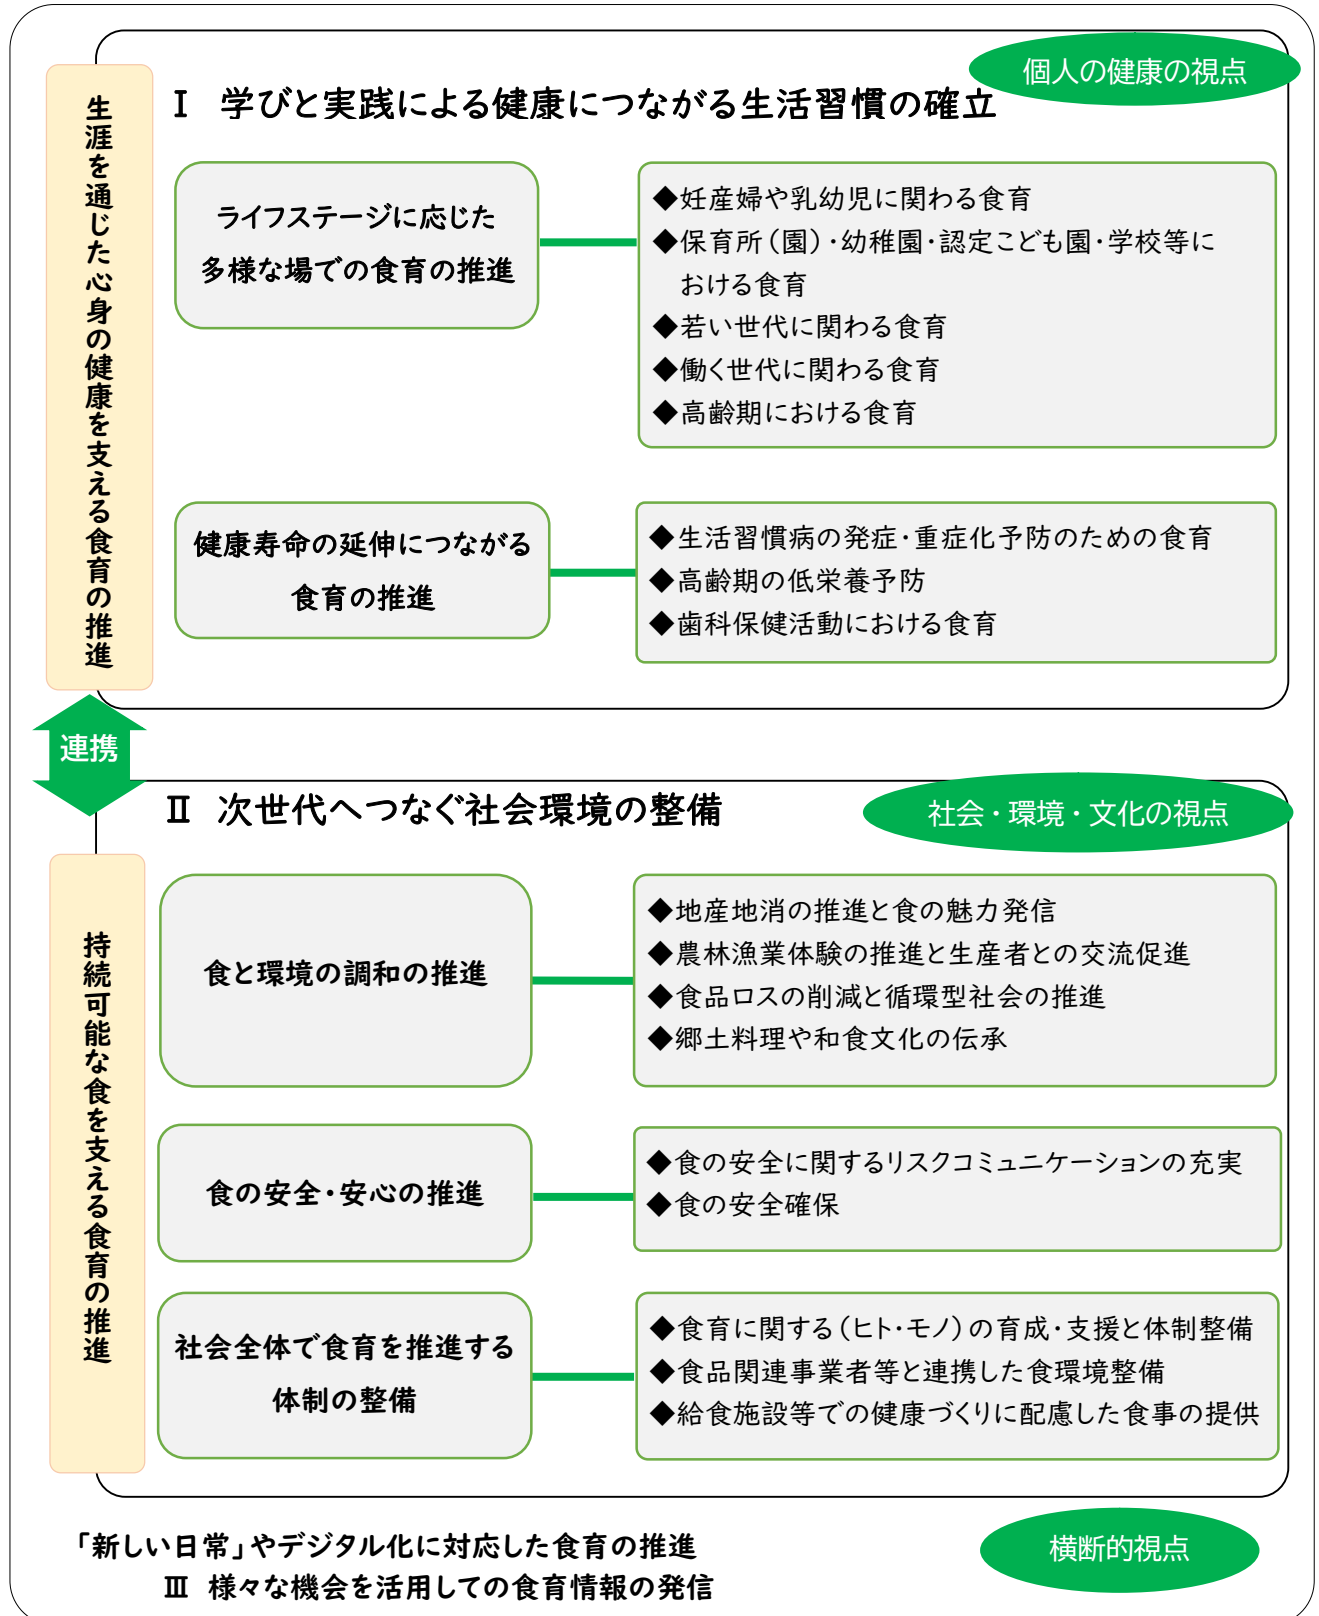 個人の健康の視点
生涯を通じた心身の健康を支える食育の推進
Ⅰ 学びと実践による健康につながる生活習慣の確立
ライフステージに応じた
多様な場での食育の推進
◆妊産婦や乳幼児に関わる食育
◆保育所（園）・幼稚園・認定こども園・学校等に
おける食育
◆若い世代に関わる食育
◆働く世代に関わる食育
◆高齢期における食育
健康寿命の延伸につながる
食育の推進
◆生活習慣病の発症・重症化予防のための食育
◆高齢期の低栄養予防
◆歯科保健活動における食育
連携
Ⅱ 次世代へつなぐ社会環境の整備
社会・環境・文化の視点
持続可能な食を支える食育の推進
食と環境の調和の推進
◆地産地消の推進と食の魅力発信
◆農林漁業体験の推進と生産者との交流促進
◆食品ロスの削減と循環型社会の推進
◆郷土料理や和食文化の伝承
食の安全・安心の推進
◆食の安全に関するリスクコミュニケーションの充実
◆食の安全確保
社会全体で食育を推進する
体制の整備
◆食育に関する（ヒト・モノ）の育成・支援と体制整備
◆食品関連事業者等と連携した食環境整備
◆給食施設等での健康づくりに配慮した食事の提供
「新しい日常」やデジタル化に対応した食育の推進
Ⅲ 様々な機会を活用しての食育情報の発信
横断的視点